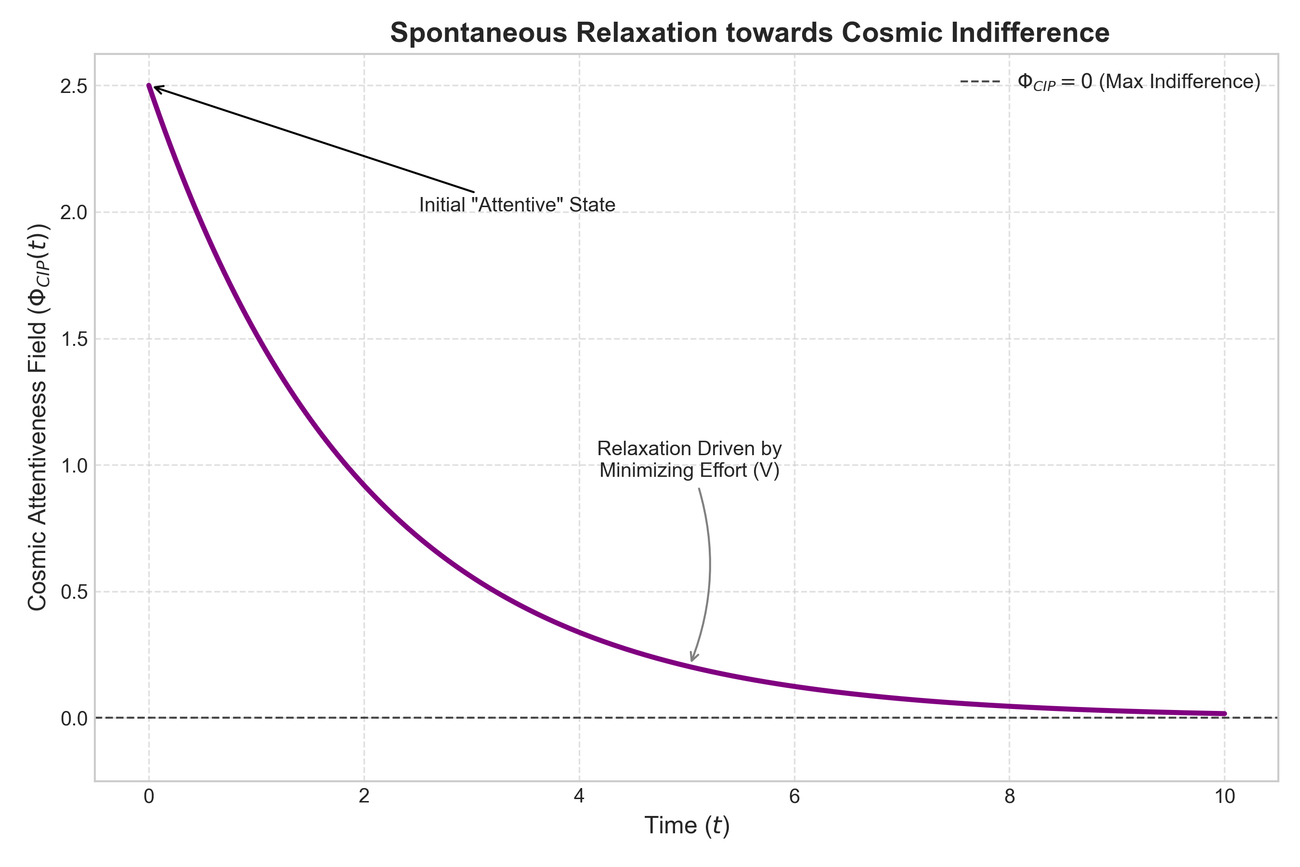 Spontaneous Relaxation towards Cosmic Indifference
Φ_CIP = 0 (Max Indifference)
Initial "Attentive" State
Relaxation Driven by
Minimizing Effort (V)
Cosmic Attentiveness Field (Φ_CIP(t))
2.5
2.0
1.5
1.0
0.5
0.0
0 2 4 6 8 10
Time (t)